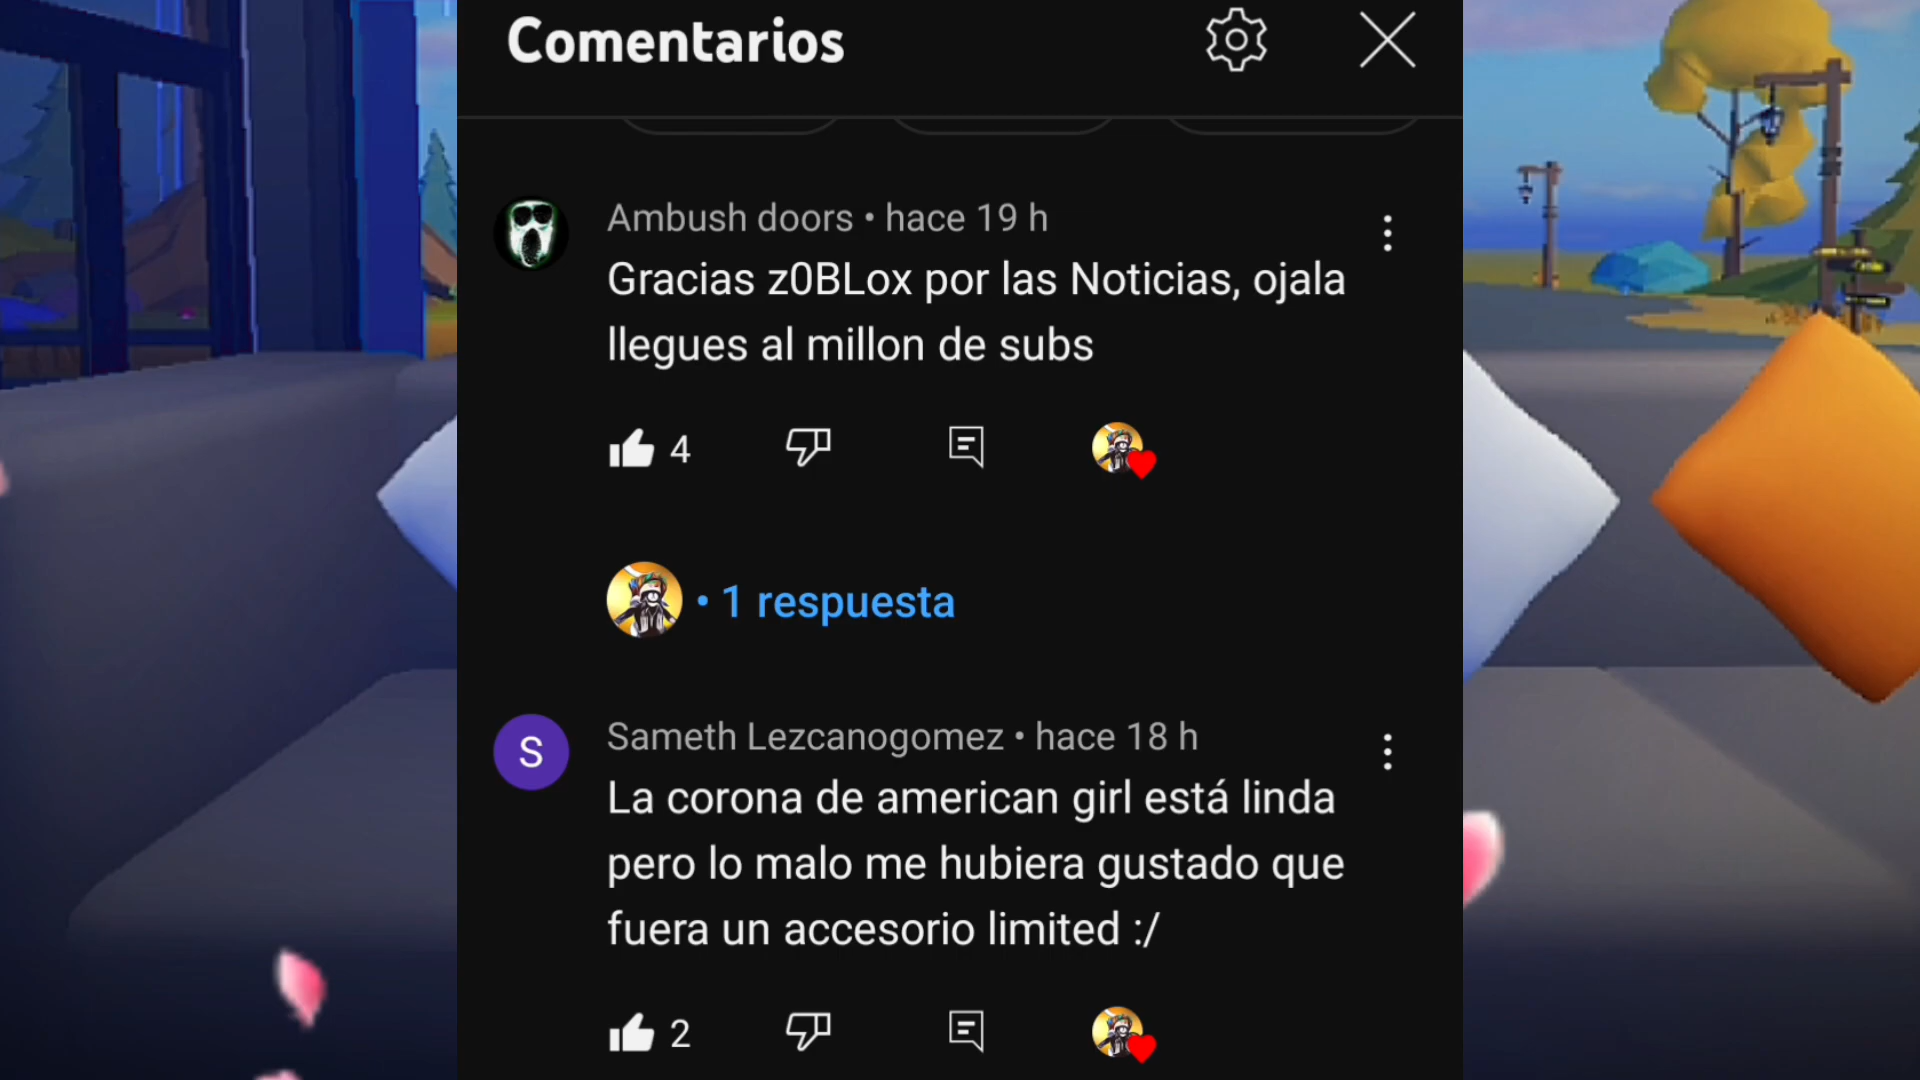 Comentarios
Ambush doors • hace 19 h
Gracias z0BLox por las Noticias, ojala
llegues al millon de subs
4
• 1 respuesta
S
Sameth Lezcanogomez • hace 18 h
La corona de american girl está linda
pero lo malo me hubiera gustado que
fuera un accesorio limited :/
2